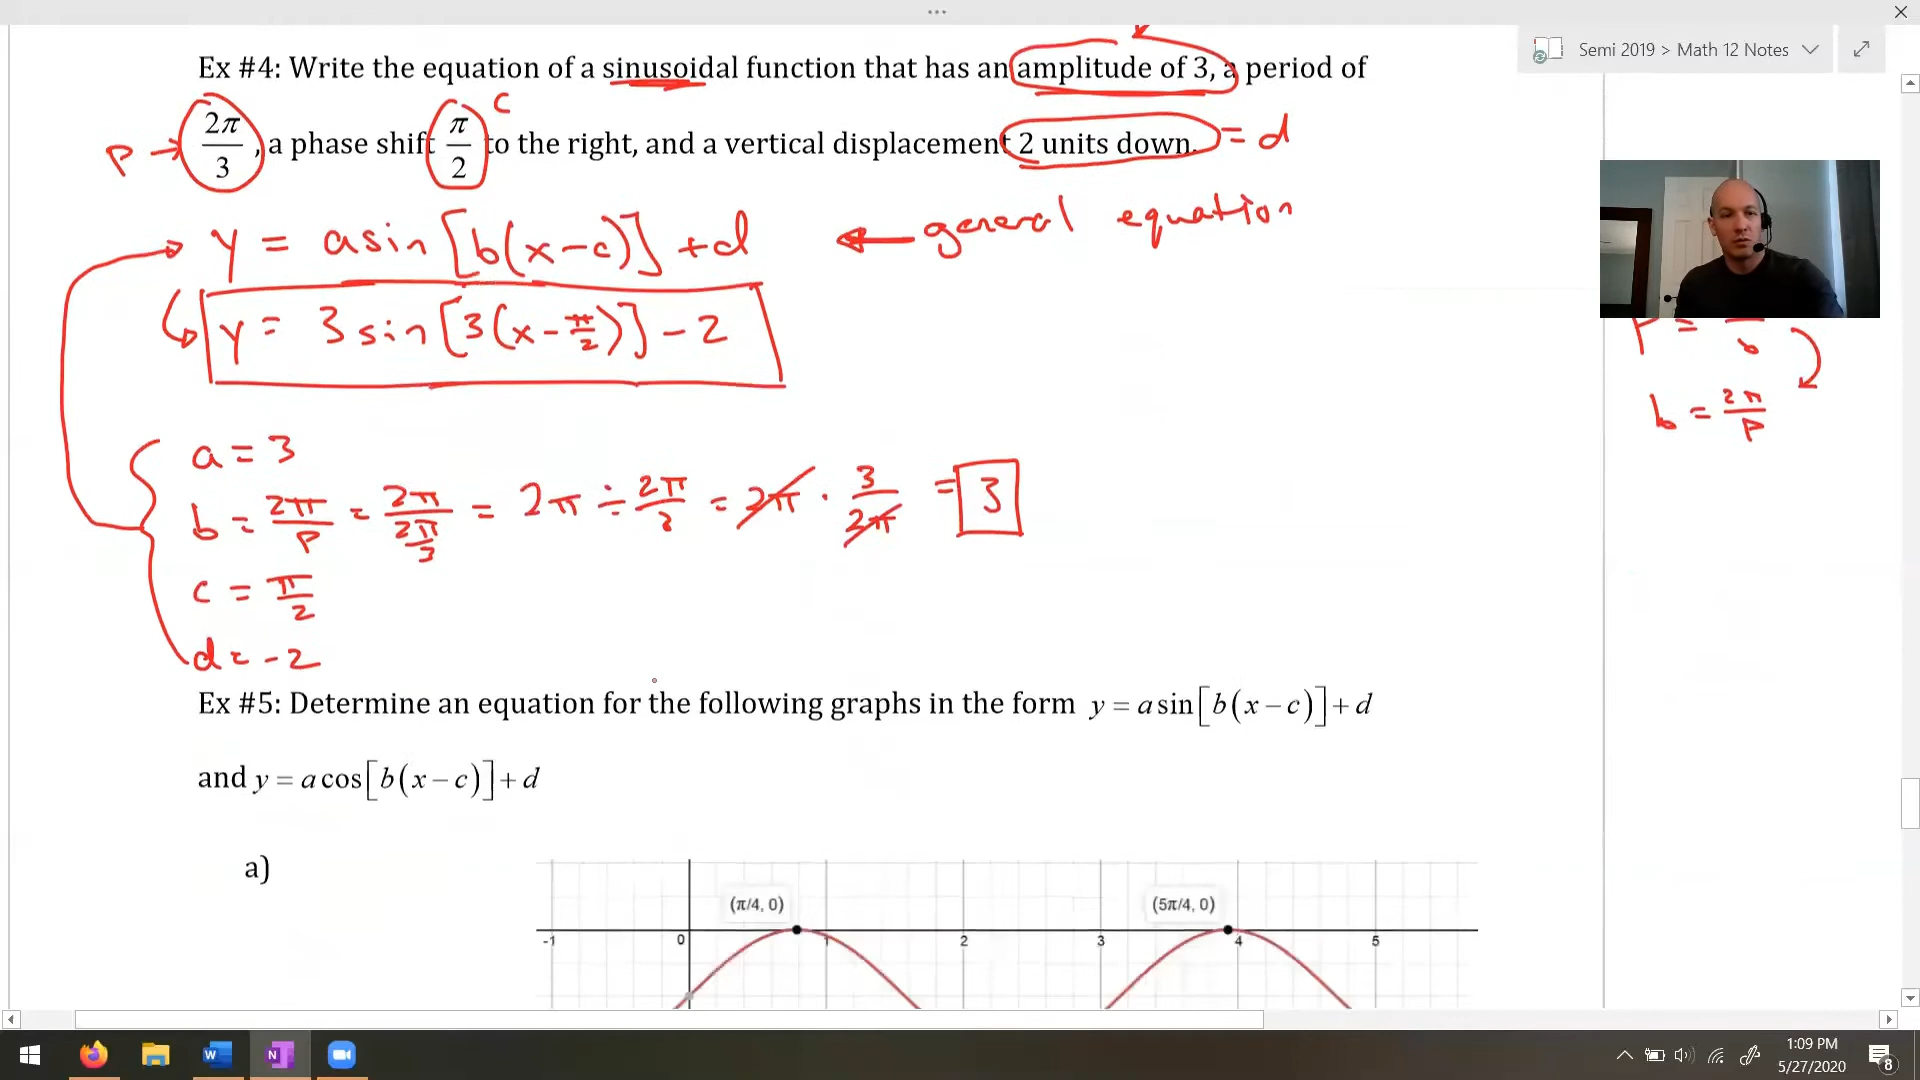 Semi 2019 > Math 12 Notes
Ex #4: Write the equation of a sinusoidal function that has an amplitude of 3, a period of
P → 2π/3, a phase shift π/2 to the right, and a vertical displacement 2 units down. = d
c
y = a sin[b(x-c)] + d ← general equation
y = 3 sin[3(x-π/2)] - 2
P = /b
b = 2π/P
a = 3
b = 2π/P = 2π/(2π/3) = 2π ÷ 2π/3 = 2π · 3/2π = 3
c = π/2
d = -2
Ex #5: Determine an equation for the following graphs in the form y = a sin[b(x−c)]+d
and y = a cos[b(x−c)]+d
a)
(π/4, 0) (5π/4, 0)
-1 0 1 2 3 4 5
1:09 PM
5/27/2020
8